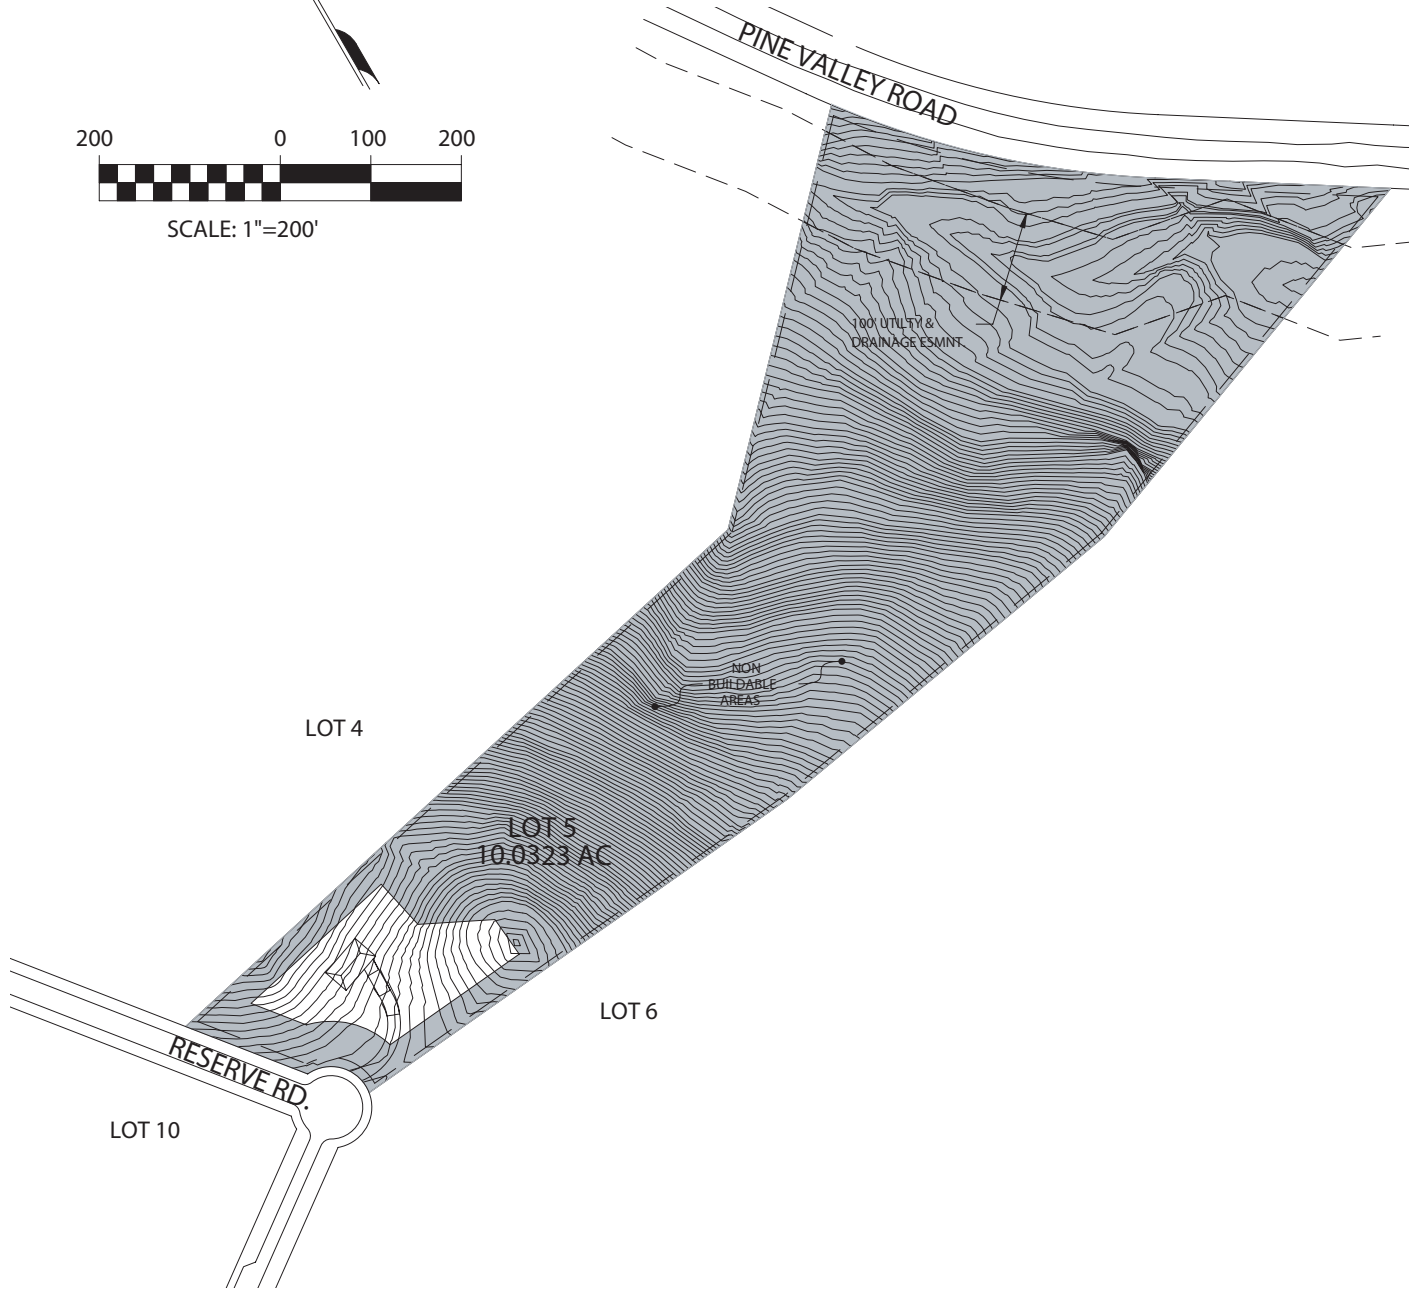 PINE VALLEY ROAD
200 0 100 200
SCALE: 1"=200'
100' UTILTY &
DRAINAGE ESMNT.
NON
BUILDABLE
AREAS
LOT 4
LOT 5
10.0323 AC
LOT 6
RESERVE RD.
LOT 10